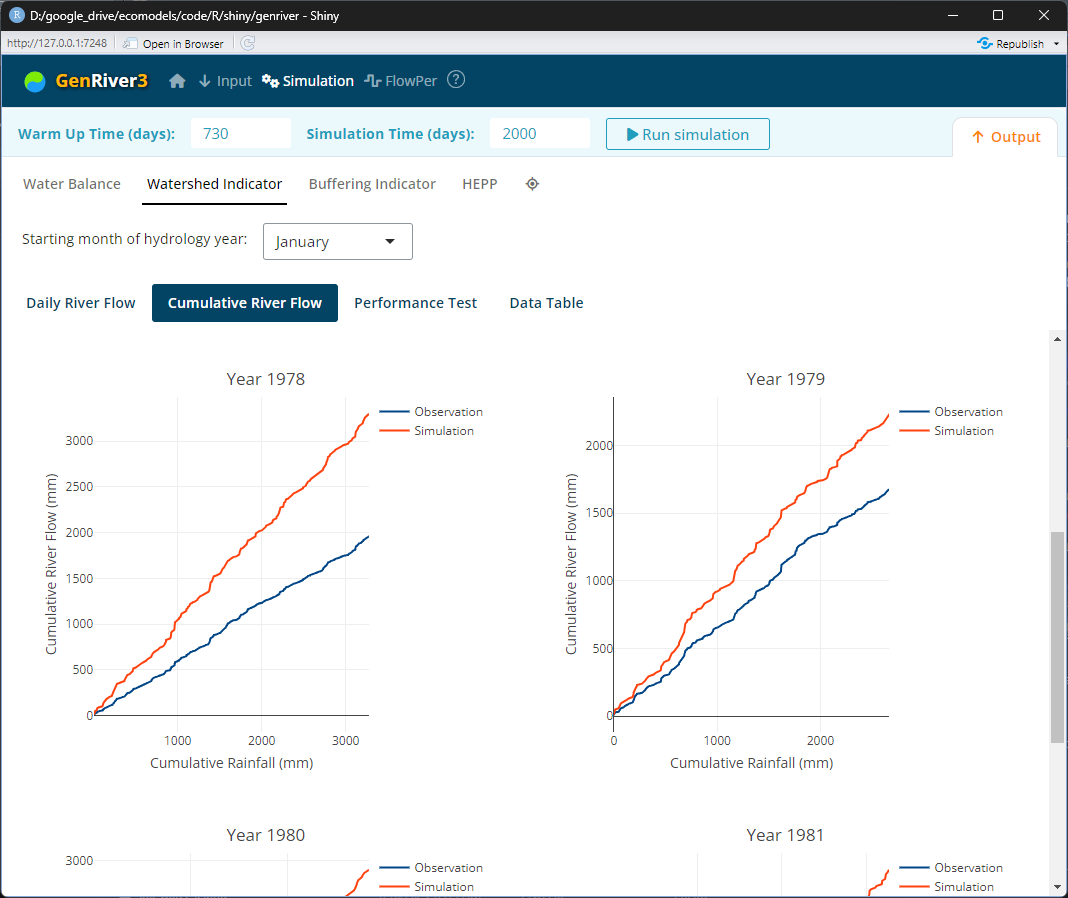 D:/google_drive/ecomodels/code/R/shiny/genriver - Shiny
http://127.0.0.1:7248 Open in Browser Republish
GenRiver3 Input Simulation FlowPer ?
Warm Up Time (days): 730 Simulation Time (days): 2000 Run simulation Output
Water Balance Watershed Indicator Buffering Indicator HEPP
Starting month of hydrology year: January
Daily River Flow Cumulative River Flow Performance Test Data Table
Year 1978
Observation
Simulation
Cumulative River Flow (mm)
3000
2500
2000
1500
1000
500
0
1000 2000 3000
Cumulative Rainfall (mm)
Year 1979
Observation
Simulation
Cumulative River Flow (mm)
2000
1500
1000
500
0
0 1000 2000
Cumulative Rainfall (mm)
Year 1980
3000
Observation
Simulation
Year 1981
Observation
Simulation